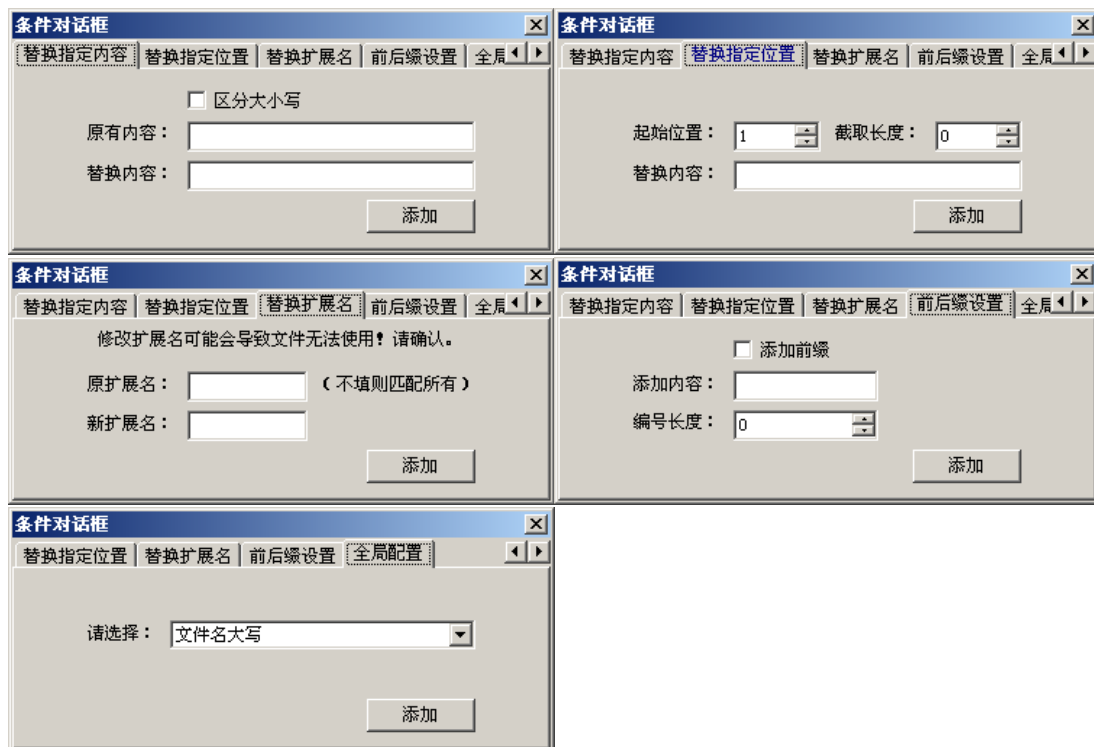 条件对话框
替换指定内容 替换指定位置 替换扩展名 前后缀设置 全局
区分大小写
原有内容：
替换内容：
添加
条件对话框
替换指定内容 替换指定位置 替换扩展名 前后缀设置 全局
起始位置： 1 截取长度： 0
替换内容：
添加
条件对话框
替换指定内容 替换指定位置 替换扩展名 前后缀设置 全局
修改扩展名可能会导致文件无法使用！请确认。
原扩展名： （不填则匹配所有）
新扩展名：
添加
条件对话框
替换指定内容 替换指定位置 替换扩展名 前后缀设置 全局
添加前缀
添加内容：
编号长度： 0
添加
条件对话框
替换指定位置 替换扩展名 前后缀设置 全局配置
请选择： 文件名大写
添加